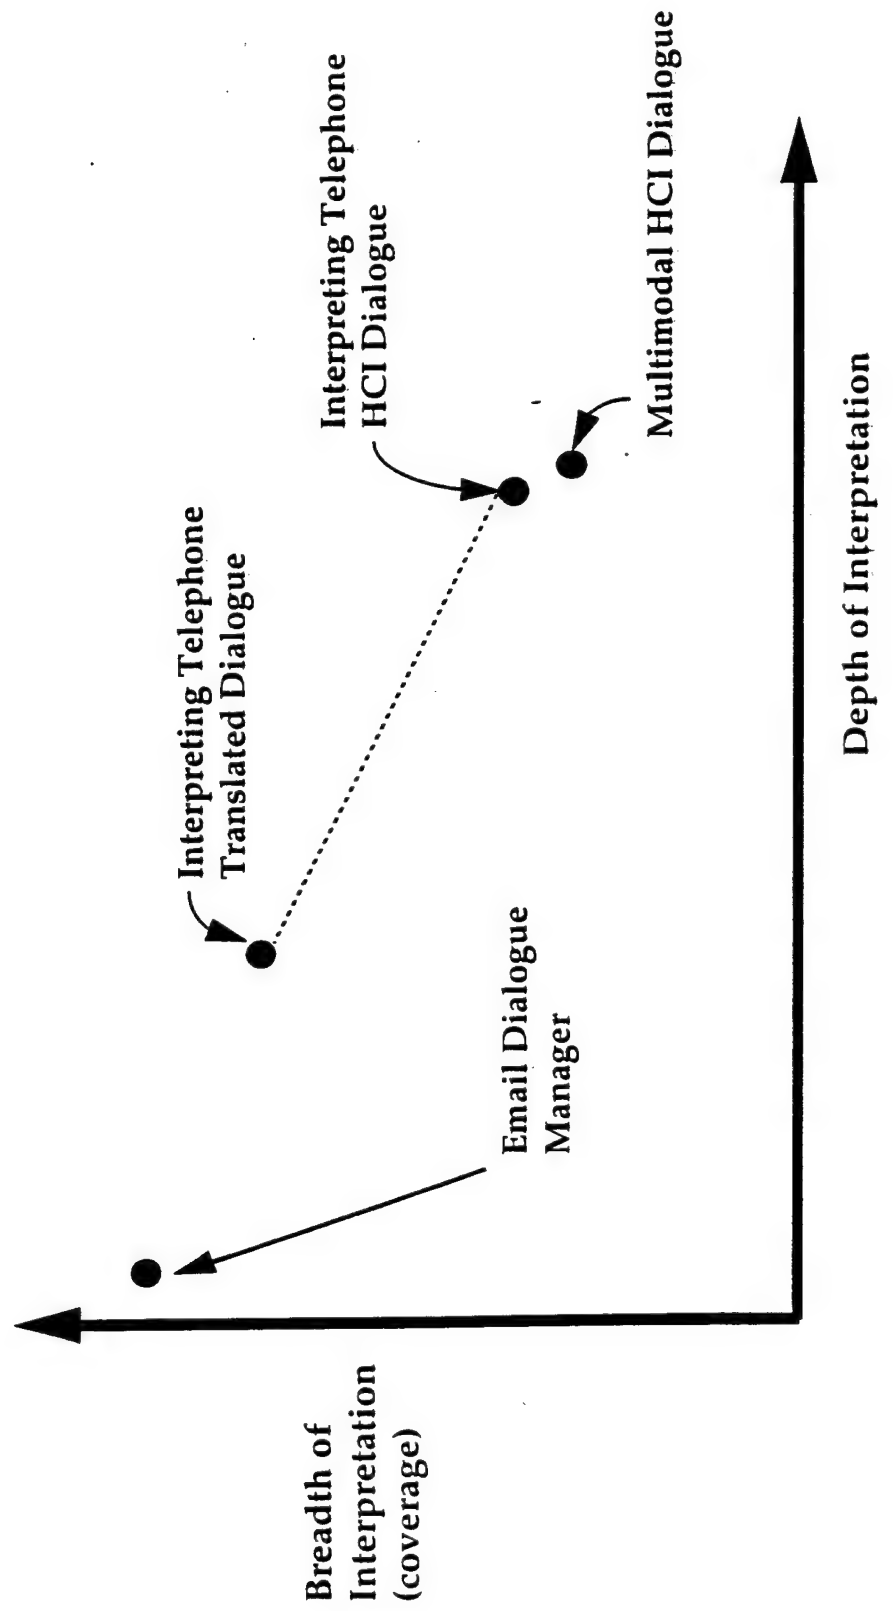 Breadth of
Interpretation
(coverage)
Email Dialogue
Manager
Interpreting Telephone
Translated Dialogue
Interpreting Telephone
HCI Dialogue
Multimodal HCI Dialogue
Depth of Interpretation